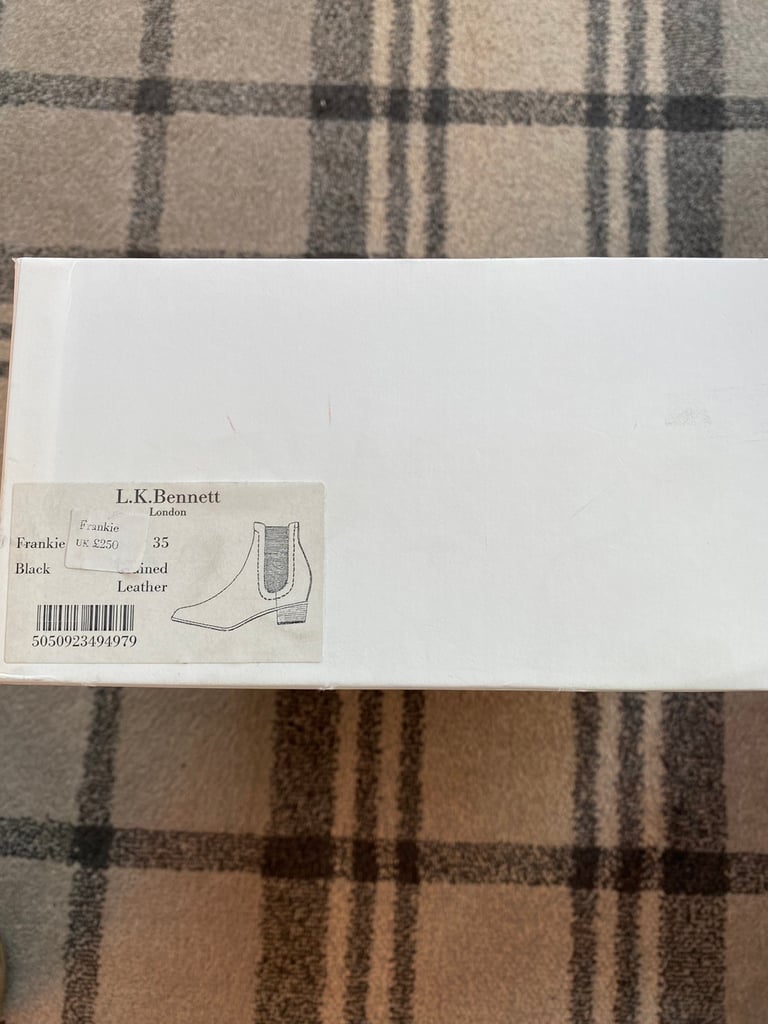 L.K.Bennett
London
Frankie 35
Frankie
UK £250
Black
Leather
5050923494979